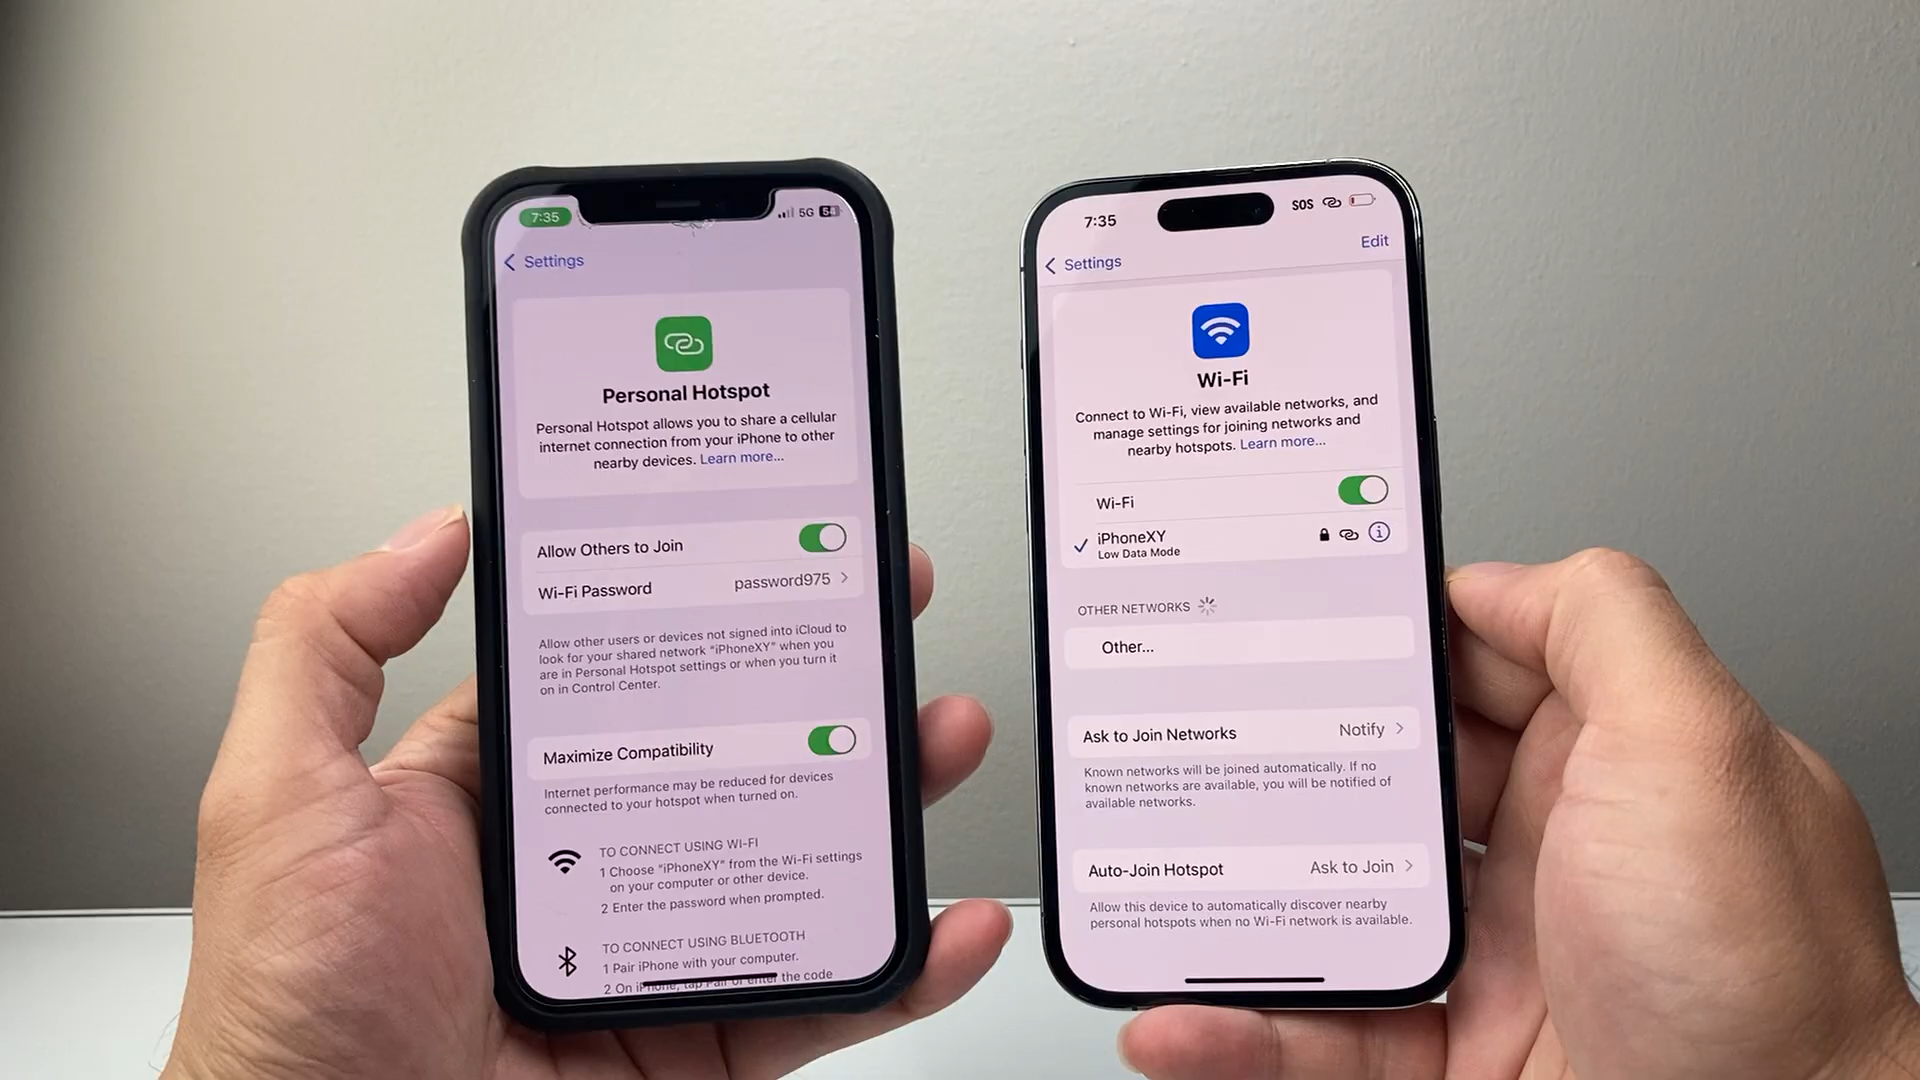 7:35
5G 54
Settings
Personal Hotspot
Personal Hotspot allows you to share a cellular
internet connection from your iPhone to other
nearby devices. Learn more...
Allow Others to Join
Wi-Fi Password password975
Allow other users or devices not signed into iCloud to
look for your shared network “iPhoneXY” when you
are in Personal Hotspot settings or when you turn it
on in Control Center.
Maximize Compatibility
Internet performance may be reduced for devices
connected to your hotspot when turned on.
TO CONNECT USING WI-FI
1 Choose “iPhoneXY” from the Wi-Fi settings
on your computer or other device.
2 Enter the password when prompted.
TO CONNECT USING BLUETOOTH
1 Pair iPhone with your computer.
2 On iPhone, tap Pair or enter the code
7:35
SOS
Settings
Edit
Wi-Fi
Connect to Wi-Fi, view available networks, and
manage settings for joining networks and
nearby hotspots. Learn more...
Wi-Fi
iPhoneXY
Low Data Mode
OTHER NETWORKS
Other...
Ask to Join Networks Notify
Known networks will be joined automatically. If no
known networks are available, you will be notified of
available networks.
Auto-Join Hotspot Ask to Join
Allow this device to automatically discover nearby
personal hotspots when no Wi-Fi network is available.